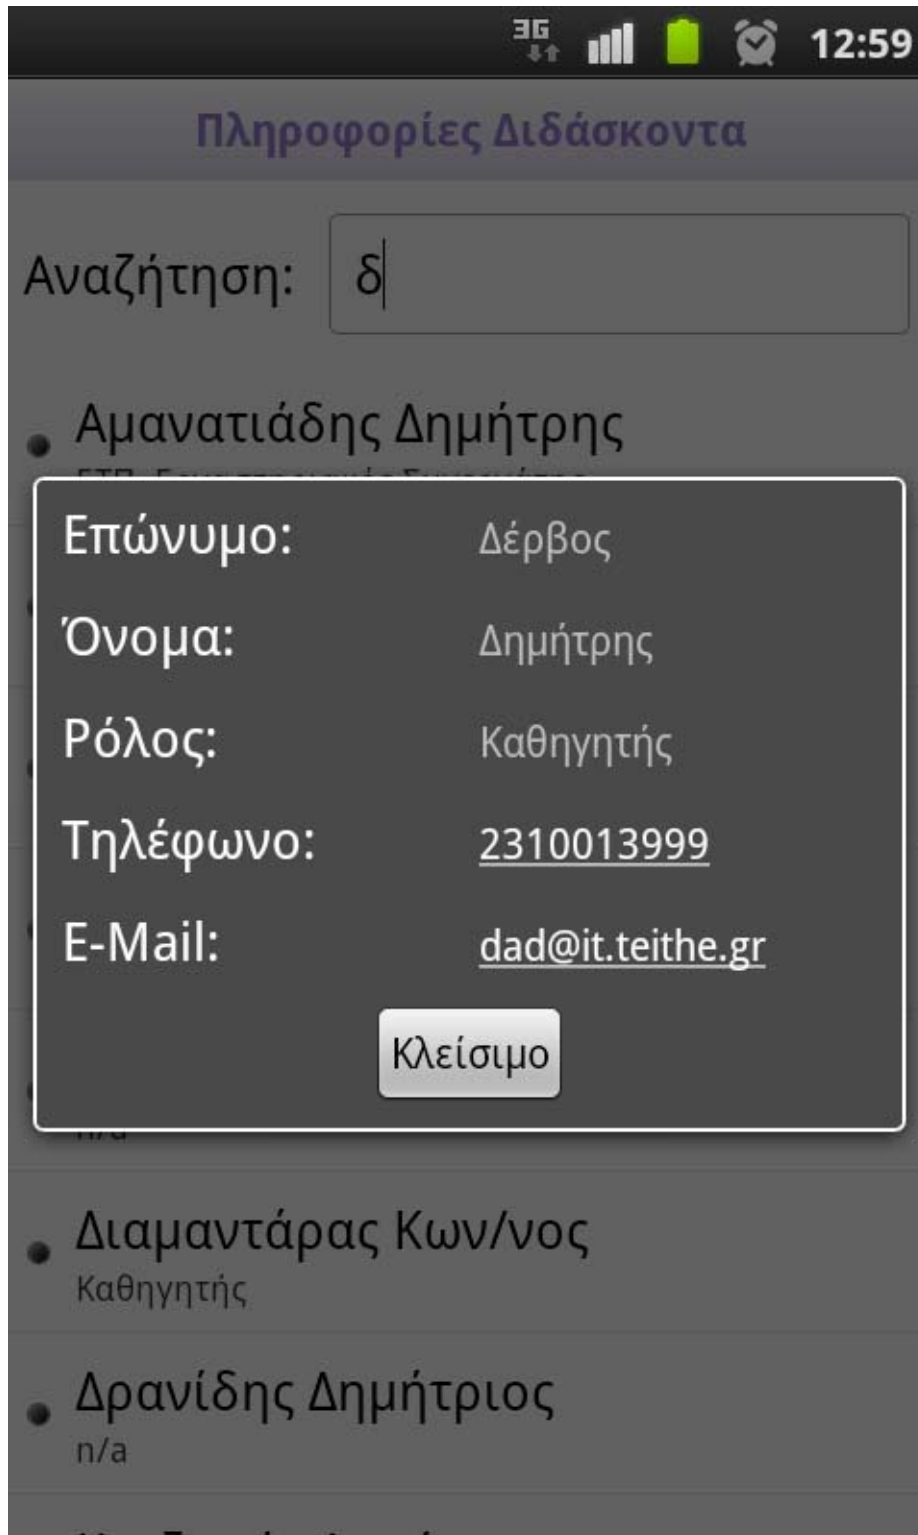 3G
12:59
Πληροφορίες Διδάσκοντα
Αναζήτηση: δ
Αμανατιάδης Δημήτρης
Επώνυμο: Δέρβος
Όνομα: Δημήτρης
Ρόλος: Καθηγητής
Τηλέφωνο: 2310013999
E-Mail: dad@it.teithe.gr
Κλείσιμο
n/a
Διαμαντάρας Κων/νος
Καθηγητής
Δρανίδης Δημήτριος
n/a